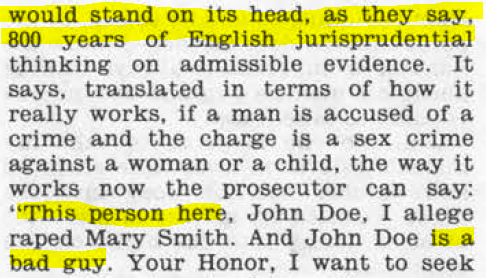 would stand on its head, as they say,
800 years of English jurisprudential
thinking on admissible evidence. It
says, translated in terms of how it
really works, if a man is accused of a
crime and the charge is a sex crime
against a woman or a child, the way it
works now the prosecutor can say:
"This person here, John Doe, I allege
raped Mary Smith. And John Doe is a
bad guy. Your Honor, I want to seek